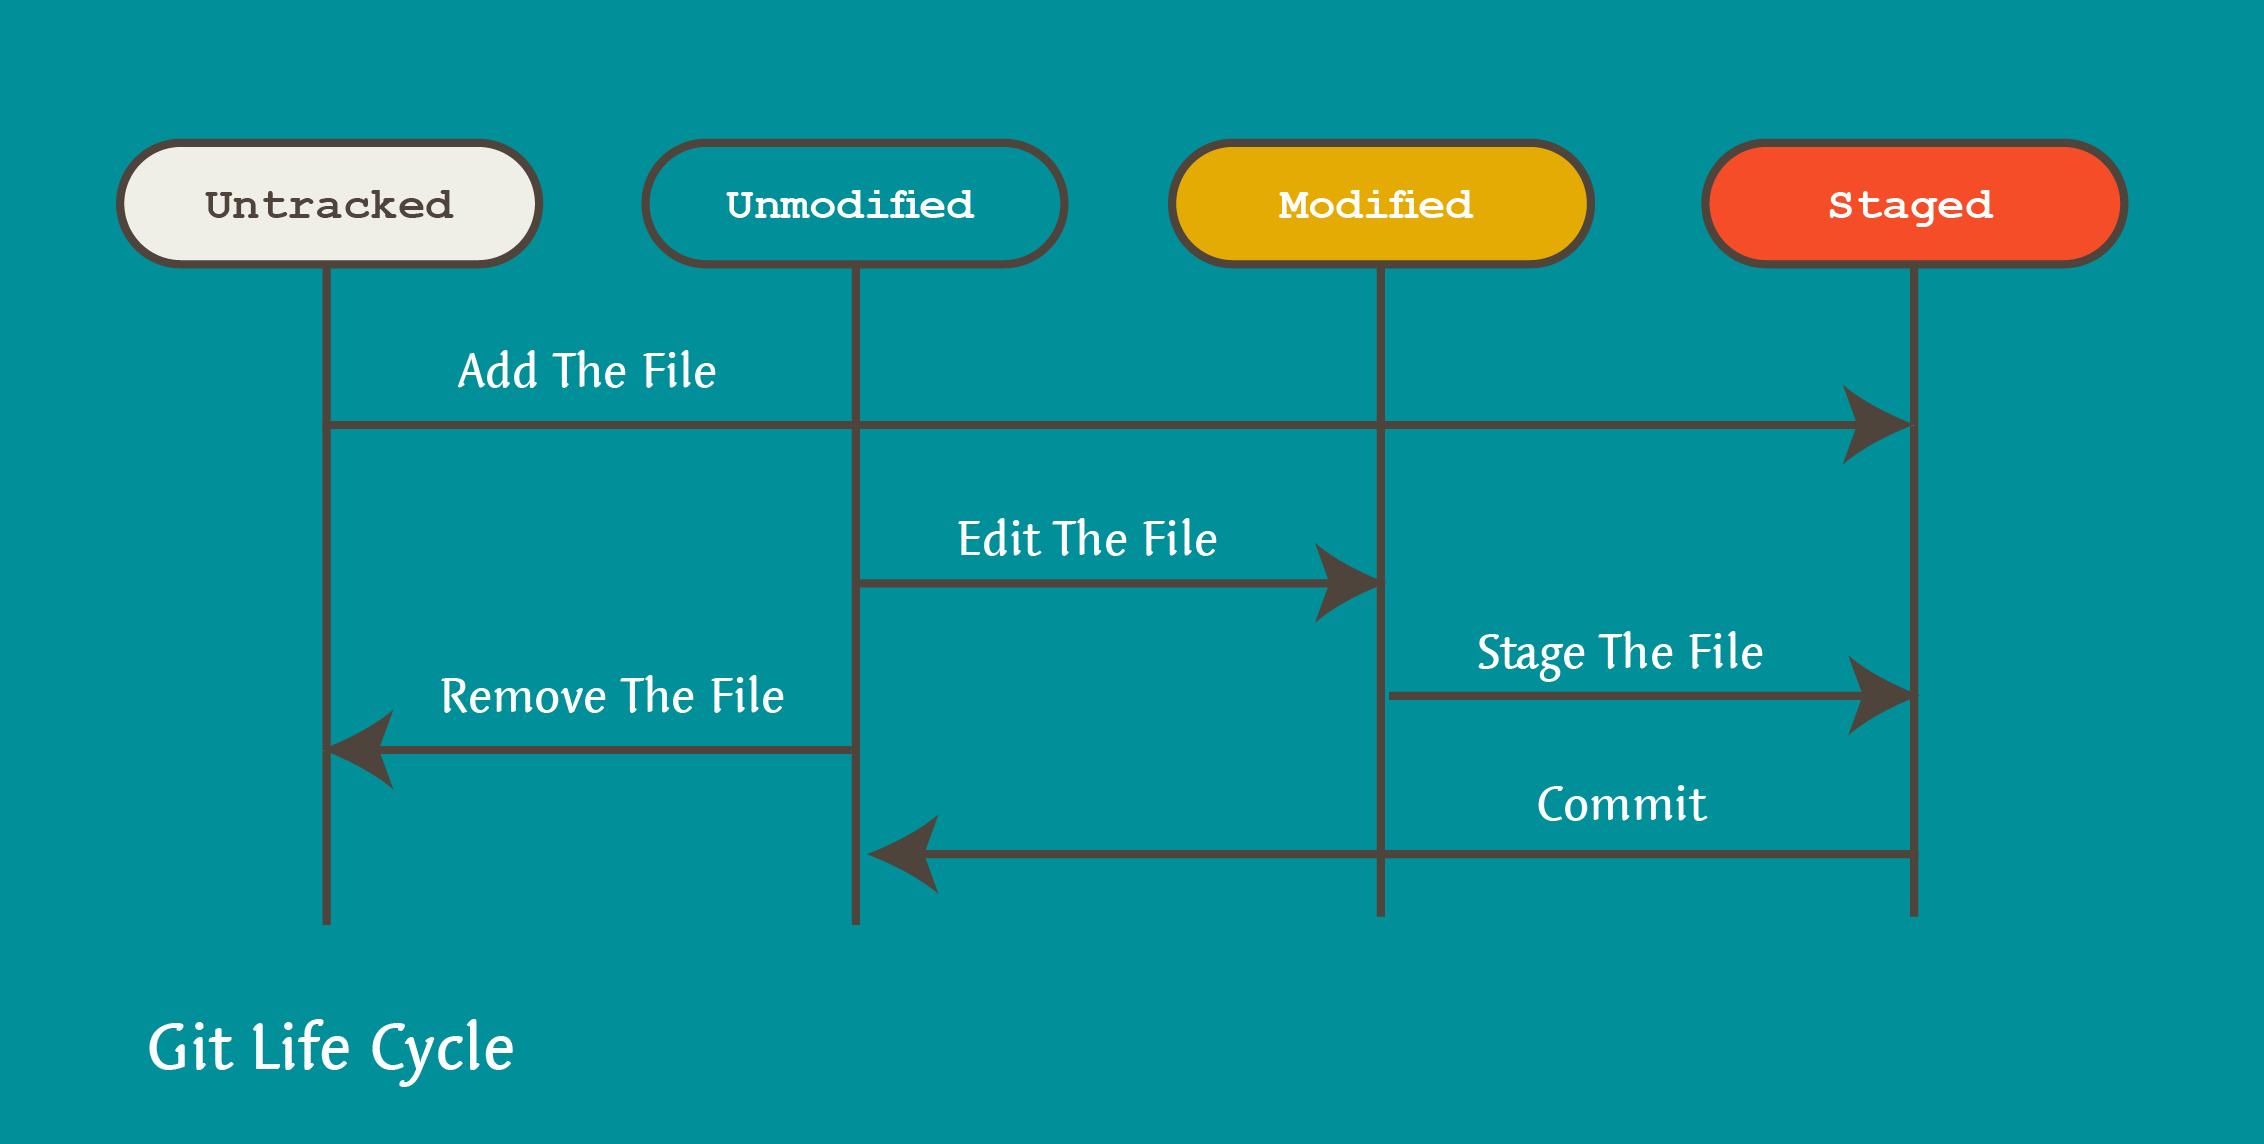 Untracked
Unmodified
Modified
Staged
Add The File
Edit The File
Stage The File
Remove The File
Commit
Git Life Cycle